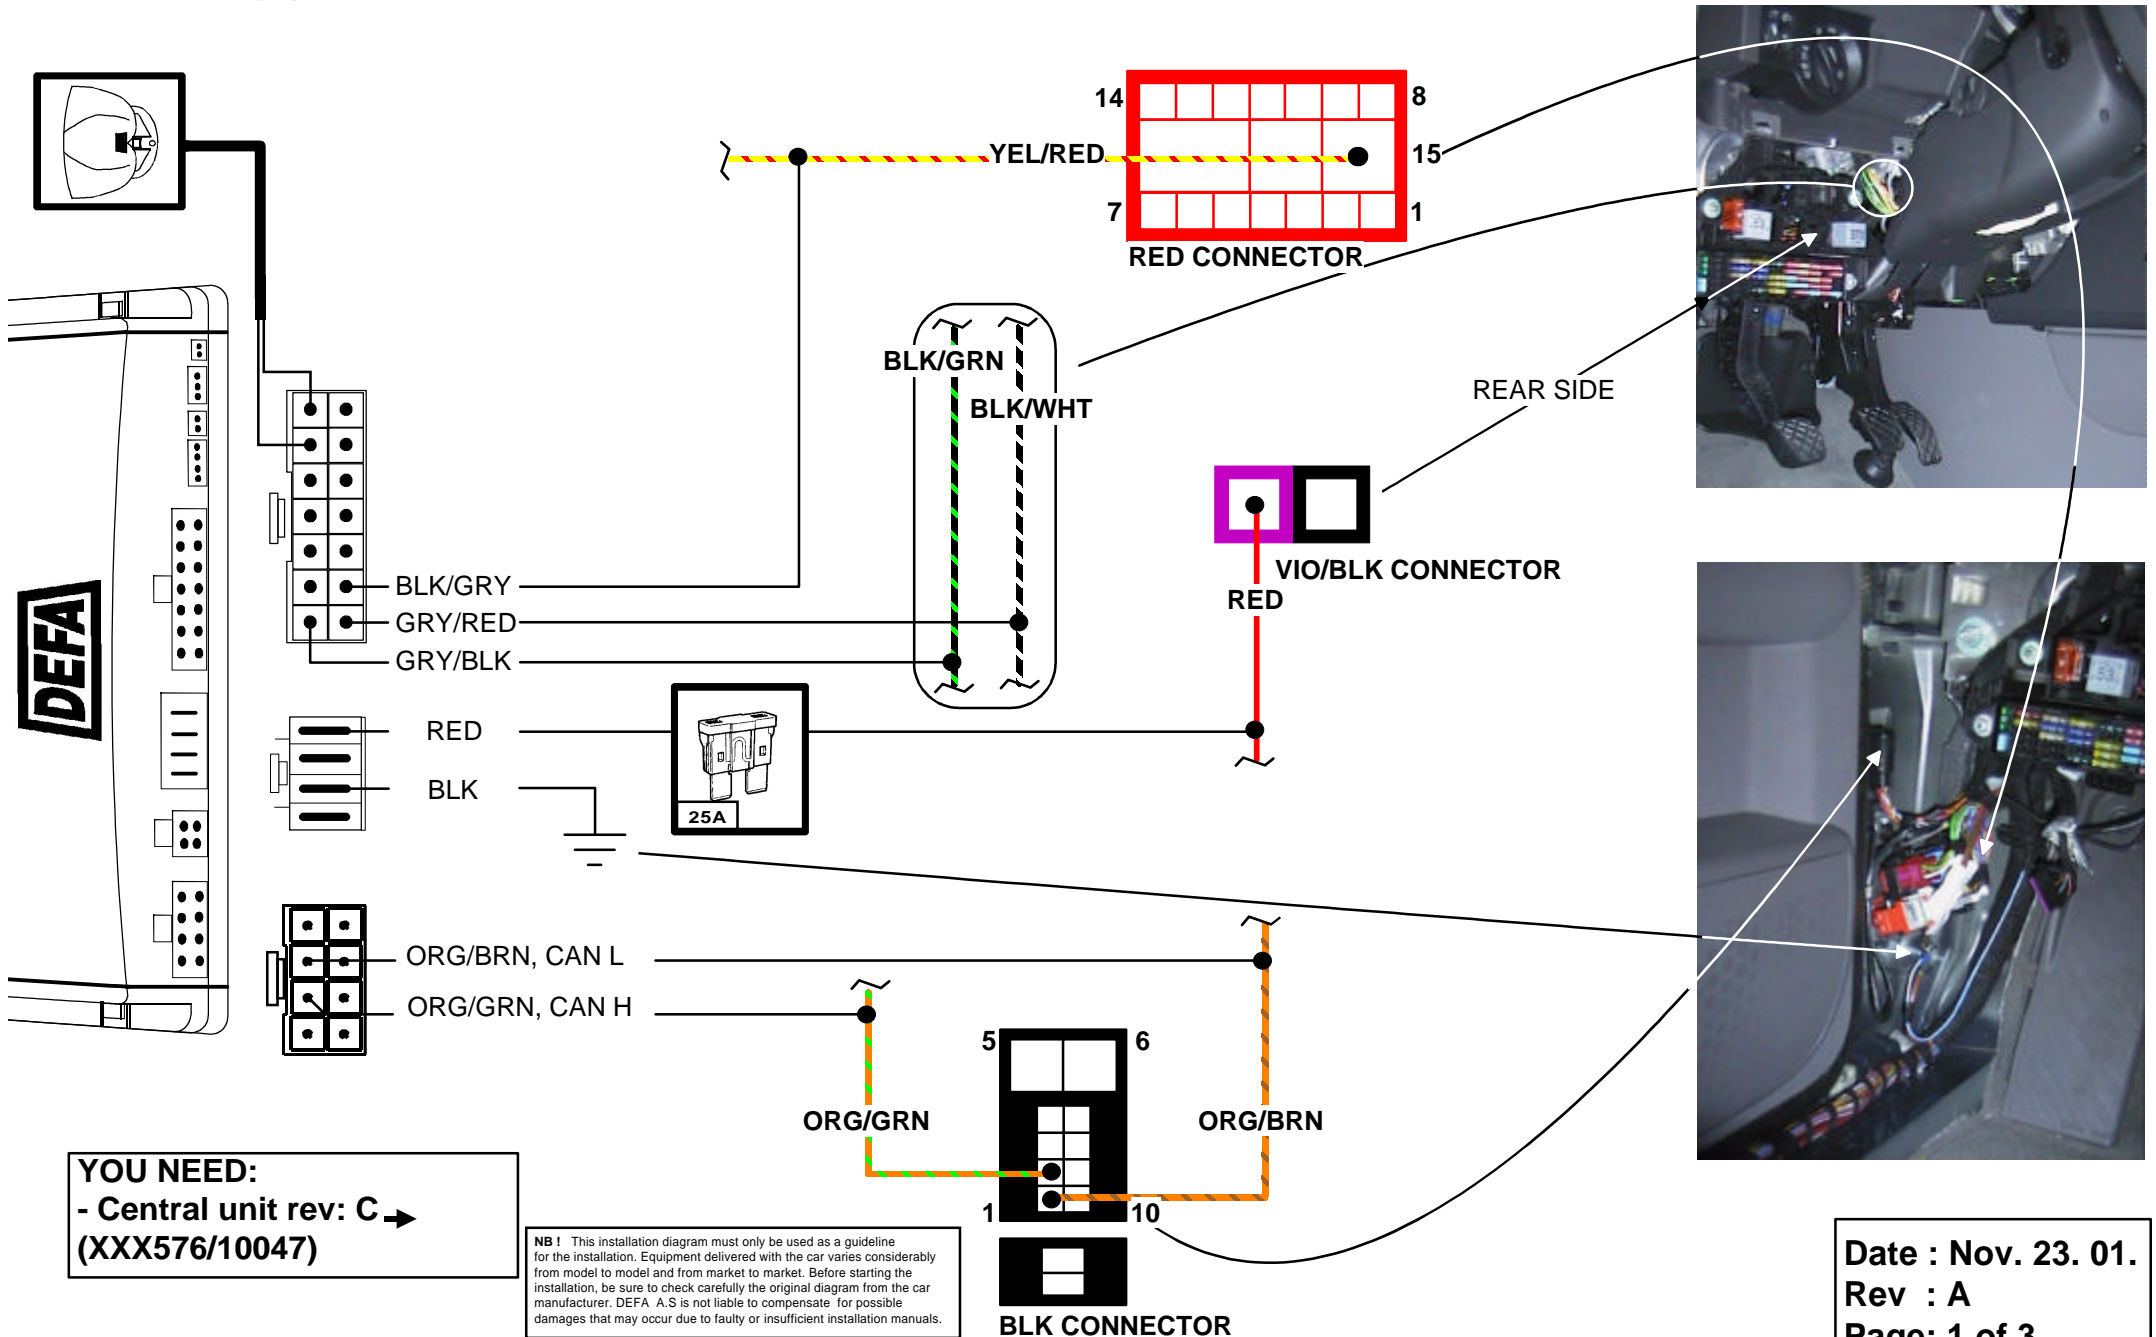 14
8
YEL/RED
15
7
1
RED CONNECTOR
BLK/GRN
BLK/WHT
REAR SIDE
VIO/BLK CONNECTOR
RED
BLK/GRY
GRY/RED
GRY/BLK
DEFA
RED
BLK
25A
ORG/BRN, CAN L
ORG/GRN, CAN H
5
6
ORG/GRN
ORG/BRN
1
10
BLK CONNECTOR
YOU NEED:
- Central unit rev: C
(XXX576/10047)
NB ! This installation diagram must only be used as a guideline
for the installation. Equipment delivered with the car varies considerably
from model to model and from market to market. Before starting the
installation, be sure to check carefully the original diagram from the car
manufacturer. DEFA A.S is not liable to compensate for possible
damages that may occur due to faulty or insufficient installation manuals.
Date : Nov. 23. 01.
Rev : A
Page: 1 of 3